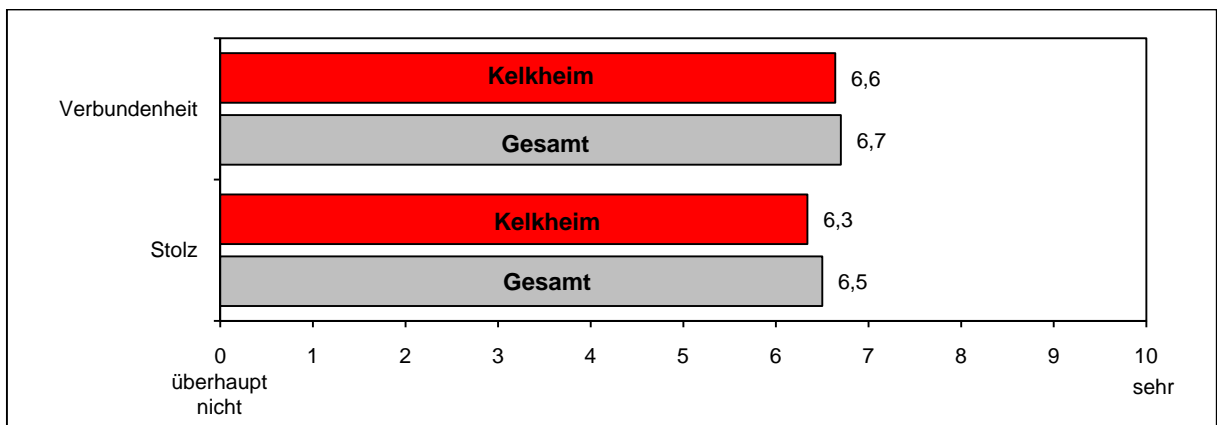 Verbundenheit
Kelkheim
6,6
Gesamt
6,7
Stolz
Kelkheim
6,3
Gesamt
6,5
0 1 2 3 4 5 6 7 8 9 10
überhaupt
nicht
sehr